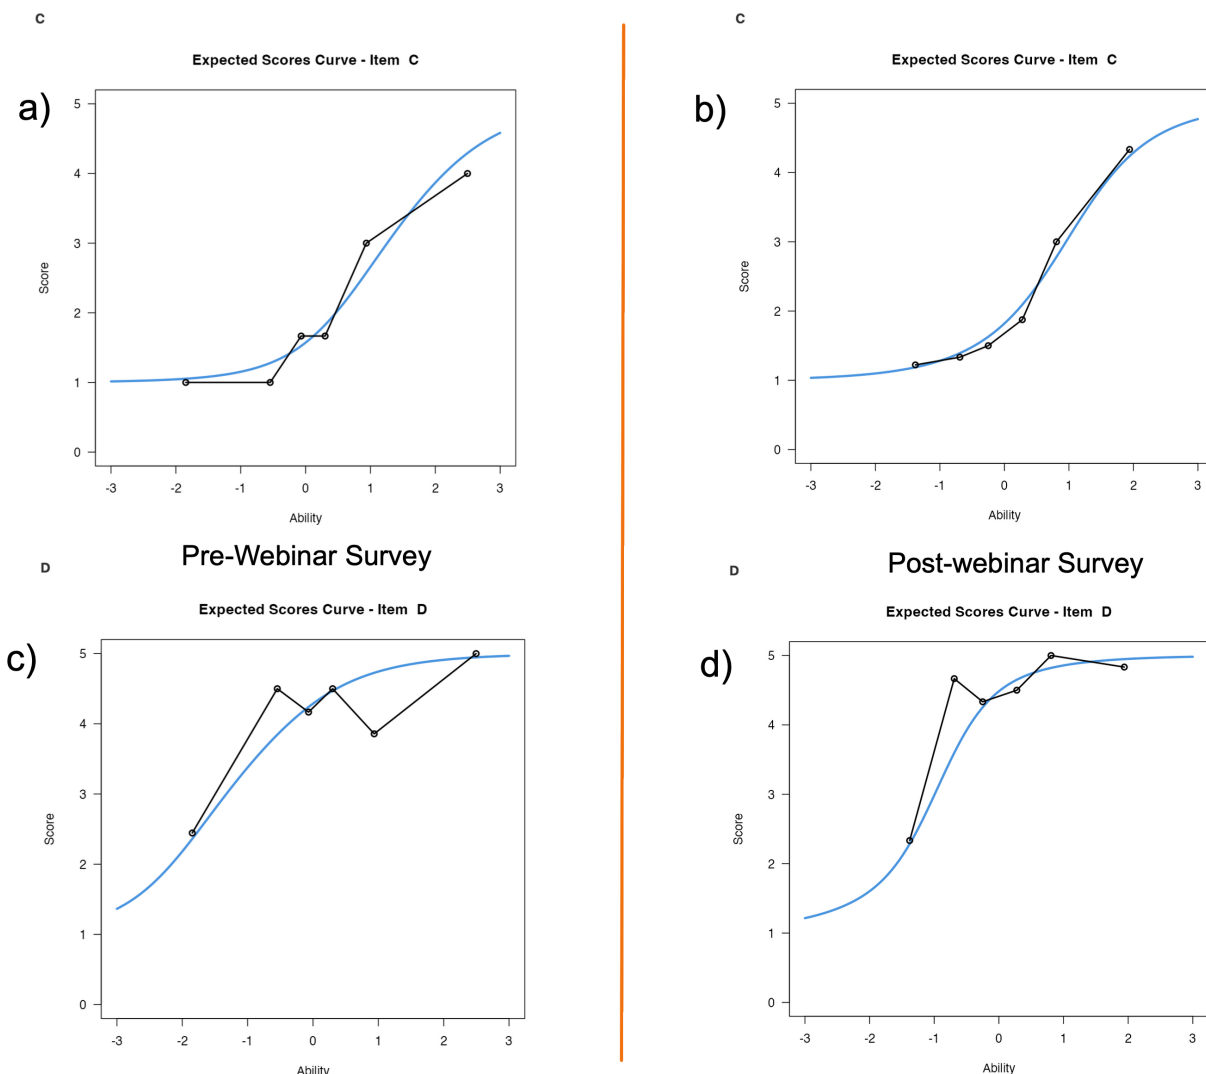 C
Expected Scores Curve - Item C
a)
5
4
3
2
1
0
Score
-3 -2 -1 0 1 2 3
Ability
C
Expected Scores Curve - Item C
b)
5
4
3
2
1
0
Score
-3 -2 -1 0 1 2 3
Ability
Pre-Webinar Survey
Post-webinar Survey
D
Expected Scores Curve - Item D
c)
5
4
3
2
1
0
Score
-3 -2 -1 0 1 2 3
Ability
D
Expected Scores Curve - Item D
d)
5
4
3
2
1
0
Score
-3 -2 -1 0 1 2 3
Ability